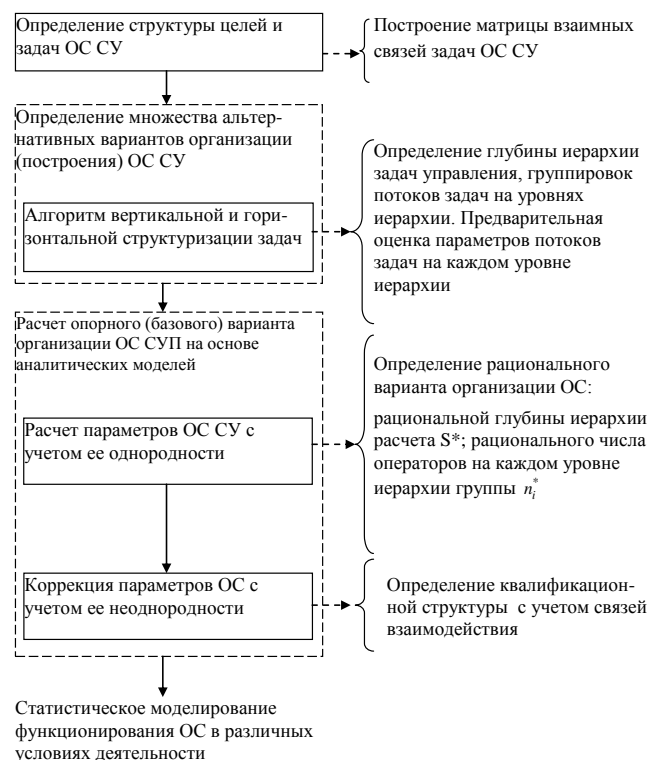 Определение структуры целей и
задач ОС СУ
Построение матрицы взаимных
связей задач ОС СУ
Определение множества альтер-
нативных вариантов организации
(построения) ОС СУ
Алгоритм вертикальной и гори-
зонтальной структуризации задач
Определение глубины иерархии
задач управления, группировок
потоков задач на уровнях
иерархии. Предварительная
оценка параметров потоков
задач на каждом уровне
иерархии
Расчет опорного (базового) варианта
организации ОС СУП на основе
аналитических моделей
Расчет параметров ОС СУ с
учетом ее однородности
Определение рационального
варианта организации ОС:
рациональной глубины иерархии
расчета S*; рационального числа
операторов на каждом уровне
иерархии группы n_i^*
Коррекция параметров ОС с
учетом ее неоднородности
Определение квалификацион-
ной структуры с учетом связей
взаимодействия
Статистическое моделирование
функционирования ОС в различных
условиях деятельности